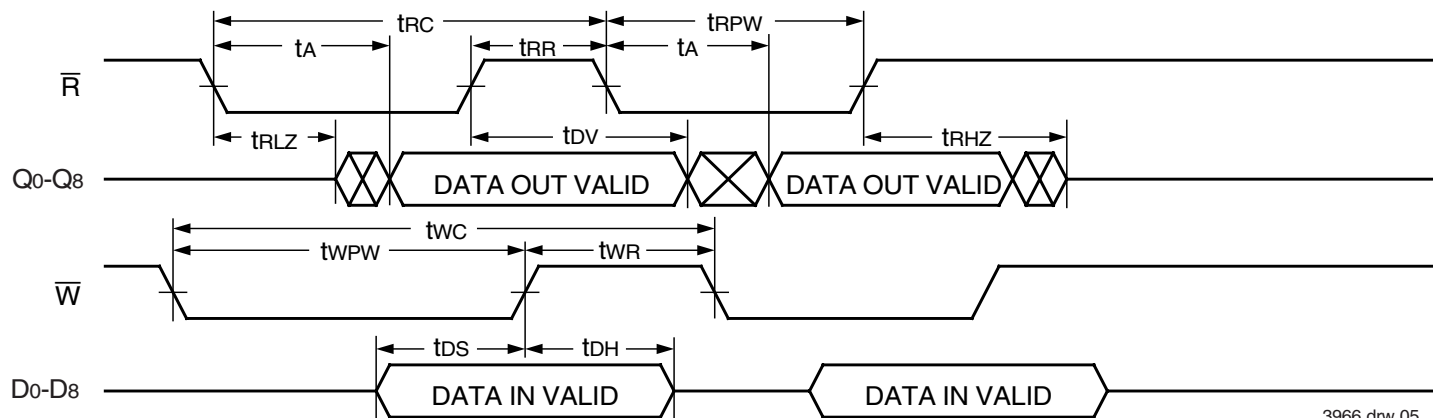 tRC tRPW
tA tRR tA
R̅
tRLZ tDV tRHZ
Q0-Q8 DATA OUT VALID DATA OUT VALID
tWC
tWPW tWR
W̅
tDS tDH
D0-D8 DATA IN VALID DATA IN VALID
3966 drw 05